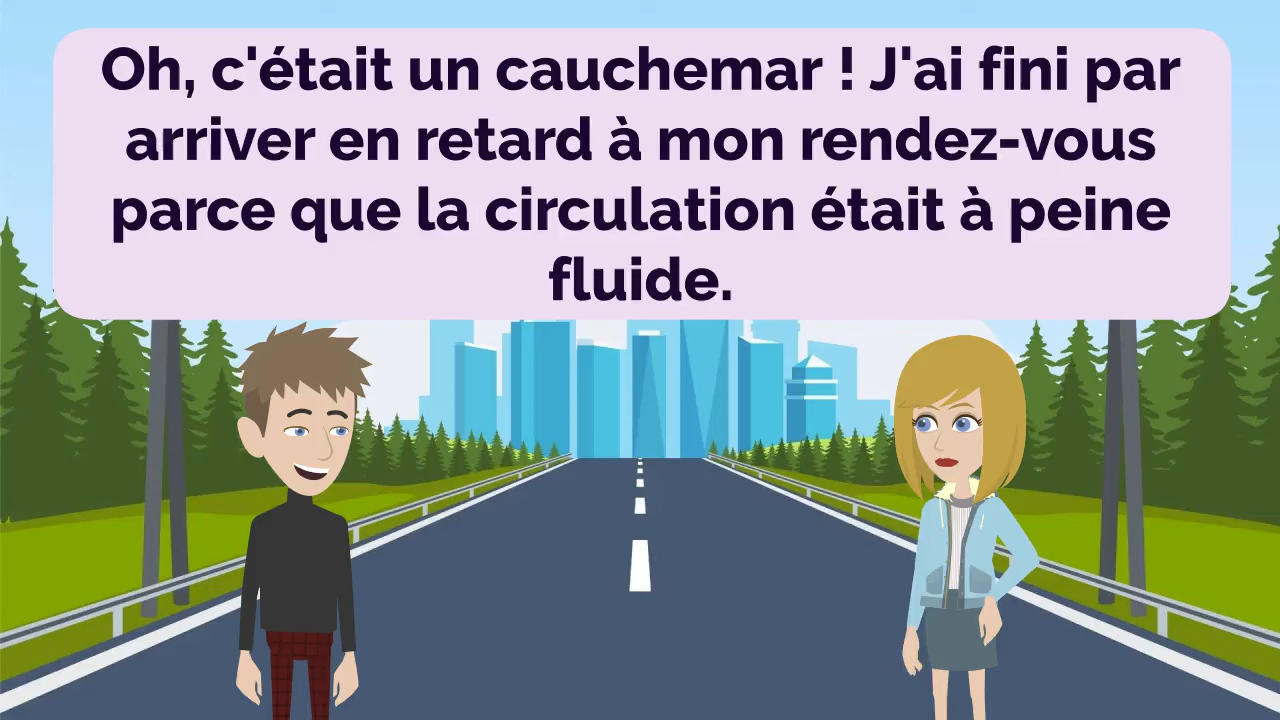 Oh, c'était un cauchemar ! J'ai fini par
arriver en retard à mon rendez-vous
parce que la circulation était à peine
fluide.